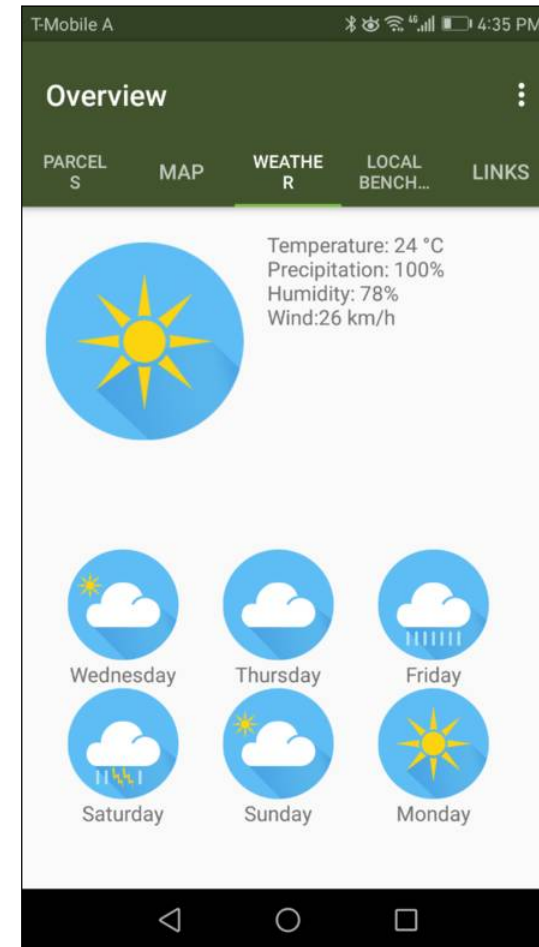 T-Mobile A 4G 4:35 PM
Overview
PARCEL
S
MAP
WEATHE
R
LOCAL
BENCH...
LINKS
Temperature: 24 °C
Precipitation: 100%
Humidity: 78%
Wind:26 km/h
Wednesday Thursday Friday
Saturday Sunday Monday